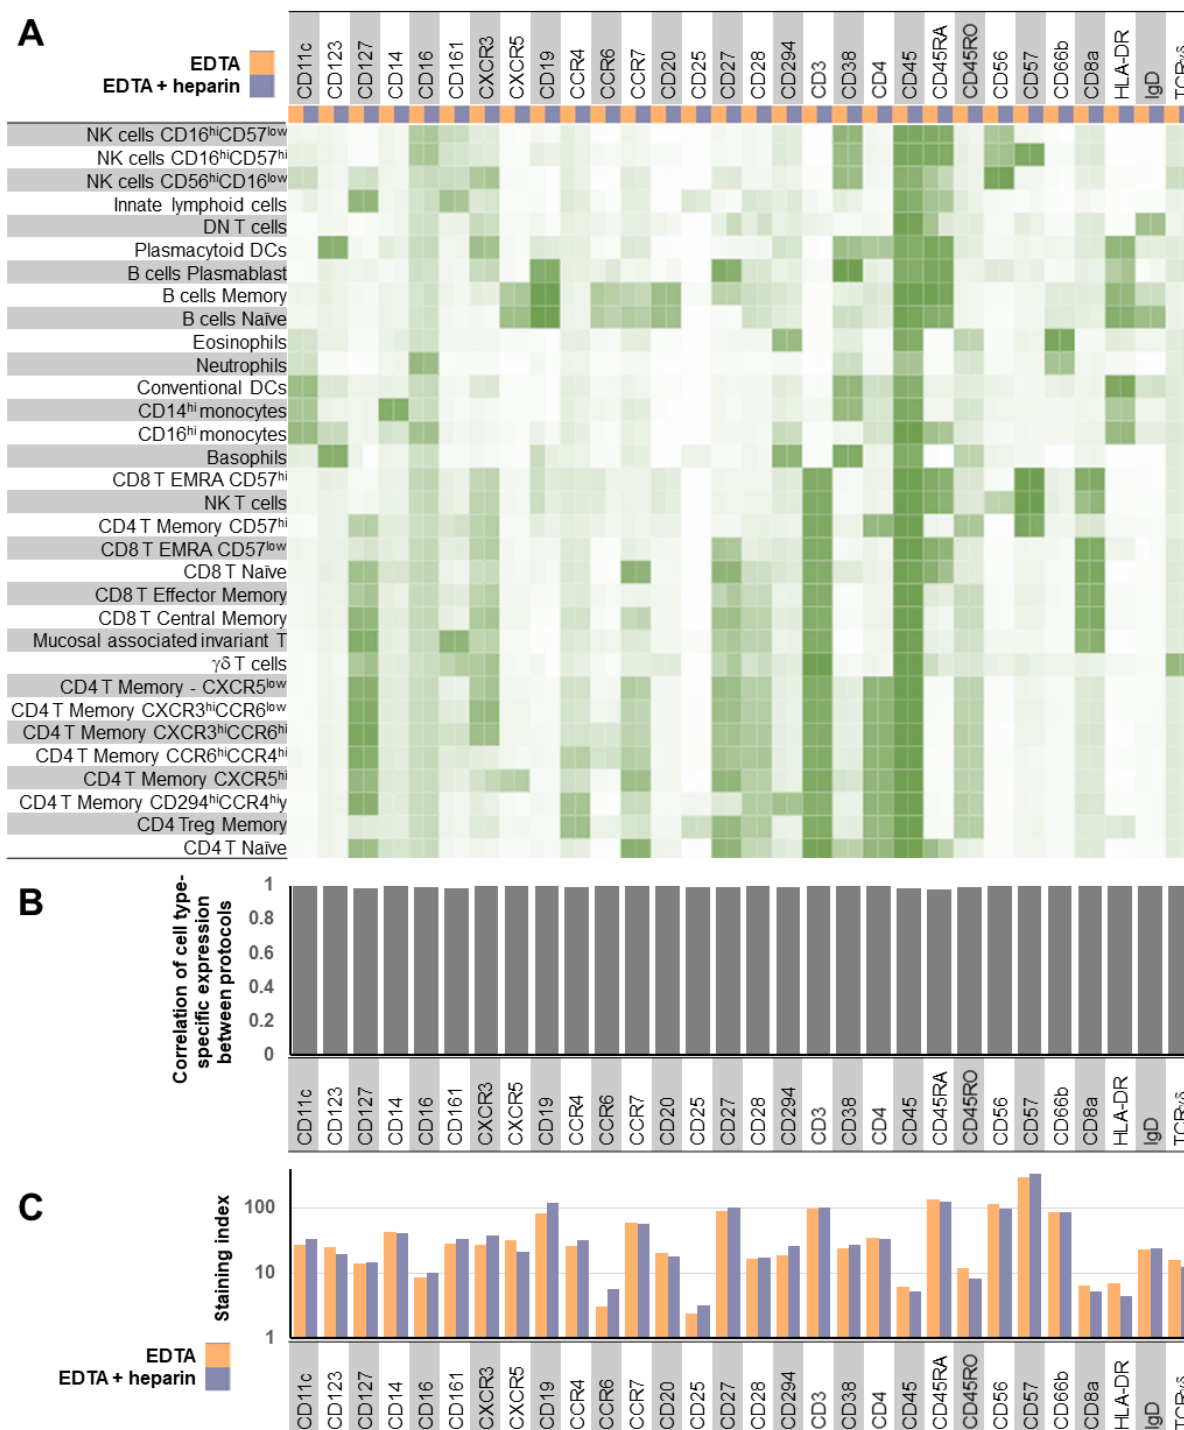 A
EDTA
EDTA + heparin
CD11c
CD123
CD127
CD14
CD16
CD161
CXCR3
CXCR5
CD19
CCR4
CCR6
CCR7
CD20
CD25
CD27
CD28
CD294
CD3
CD38
CD4
CD45
CD45RA
CD45RO
CD56
CD57
CD66b
CD8a
HLA-DR
IgD
TCRγδ
NK cells CD16hiCD57low
NK cells CD16hiCD57hi
NK cells CD56hiCD16low
Innate lymphoid cells
DN T cells
Plasmacytoid DCs
B cells Plasmablast
B cells Memory
B cells Naïve
Eosinophils
Neutrophils
Conventional DCs
CD14hi monocytes
CD16hi monocytes
Basophils
CD8 T EMRA CD57hi
NK T cells
CD4 T Memory CD57hi
CD8 T EMRA CD57low
CD8 T Naïve
CD8 T Effector Memory
CD8 T Central Memory
Mucosal associated invariant T
γδ T cells
CD4 T Memory - CXCR5low
CD4 T Memory CXCR3hiCCR6low
CD4 T Memory CXCR3hiCCR6hi
CD4 T Memory CCR6hiCCR4hi
CD4 T Memory CXCR5hi
CD4 T Memory CD294hiCCR4hiy
CD4 Treg Memory
CD4 T Naïve
B
Correlation of cell type-
specific expression
between protocols
1
0.8
0.6
0.4
0.2
0
CD11c
CD123
CD127
CD14
CD16
CD161
CXCR3
CXCR5
CD19
CCR4
CCR6
CCR7
CD20
CD25
CD27
CD28
CD294
CD3
CD38
CD4
CD45
CD45RA
CD45RO
CD56
CD57
CD66b
CD8a
HLA-DR
IgD
TCRγδ
C
Staining index
100
10
1
EDTA
EDTA + heparin
CD11c
CD123
CD127
CD14
CD16
CD161
CXCR3
CXCR5
CD19
CCR4
CCR6
CCR7
CD20
CD25
CD27
CD28
CD294
CD3
CD38
CD4
CD45
CD45RA
CD45RO
CD56
CD57
CD66b
CD8a
HLA-DR
IgD
TCRγδ